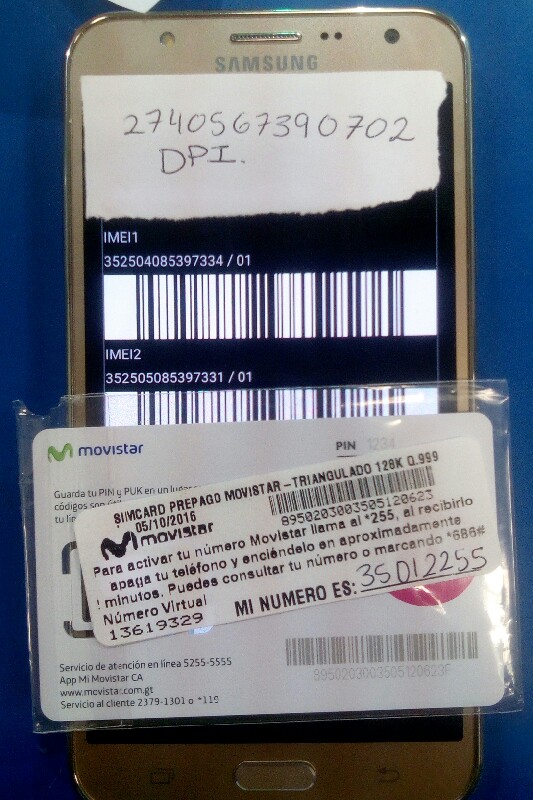 SAMSUNG
2740567390702
DPI.
IMEI1
352504085397334 / 01
IMEI2
352505085397331 / 01
movistar
PIN 1234
Guarda tu PIN y PUK en un lugar
códigos son útil
tu lín
SIMCARD PREPAGO MOVISTAR-TRIANGULADO 128K Q.999
05/10/2016
8950203003505120623
movistar
Para activar tu número Movistar llama al *255, al recibirlo
apaga tu teléfono y enciéndelo en aproximadamente
! minutos. Puedes consultar tu número o marcando *686#
Número Virtual
13619329
MI NUMERO ES: 35012255
8950203003505120623F
Servicio de atención en línea 5255-5555
App Mi Movistar CA
www.movistar.com.gt
Servicio al cliente 2379-1301 o *119